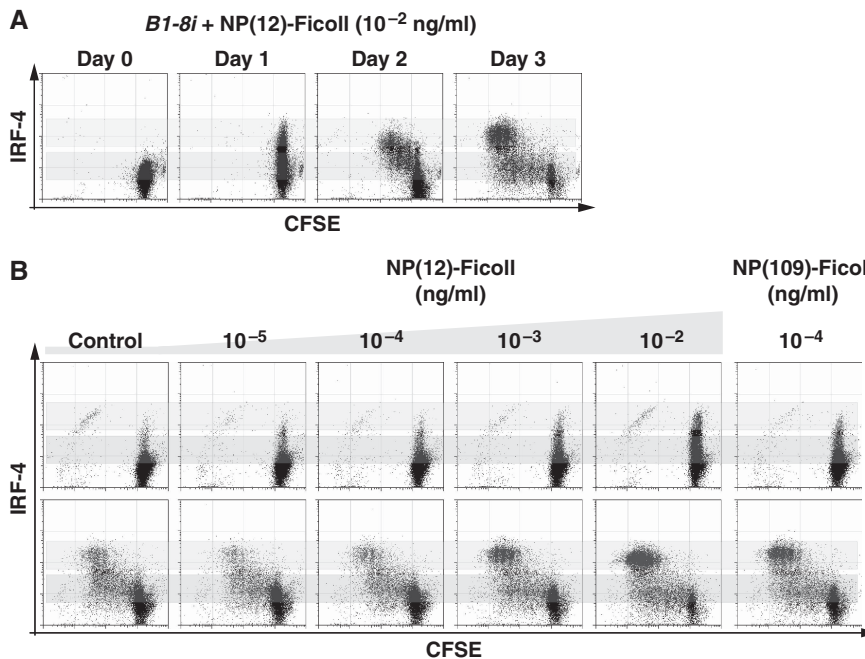 A
B1-8i + NP(12)-Ficoll (10⁻² ng/ml)
Day 0 Day 1 Day 2 Day 3
IRF-4
CFSE
B
NP(12)-Ficoll NP(109)-Ficol
(ng/ml) (ng/ml)
Control 10⁻⁵ 10⁻⁴ 10⁻³ 10⁻² 10⁻⁴
IRF-4
CFSE